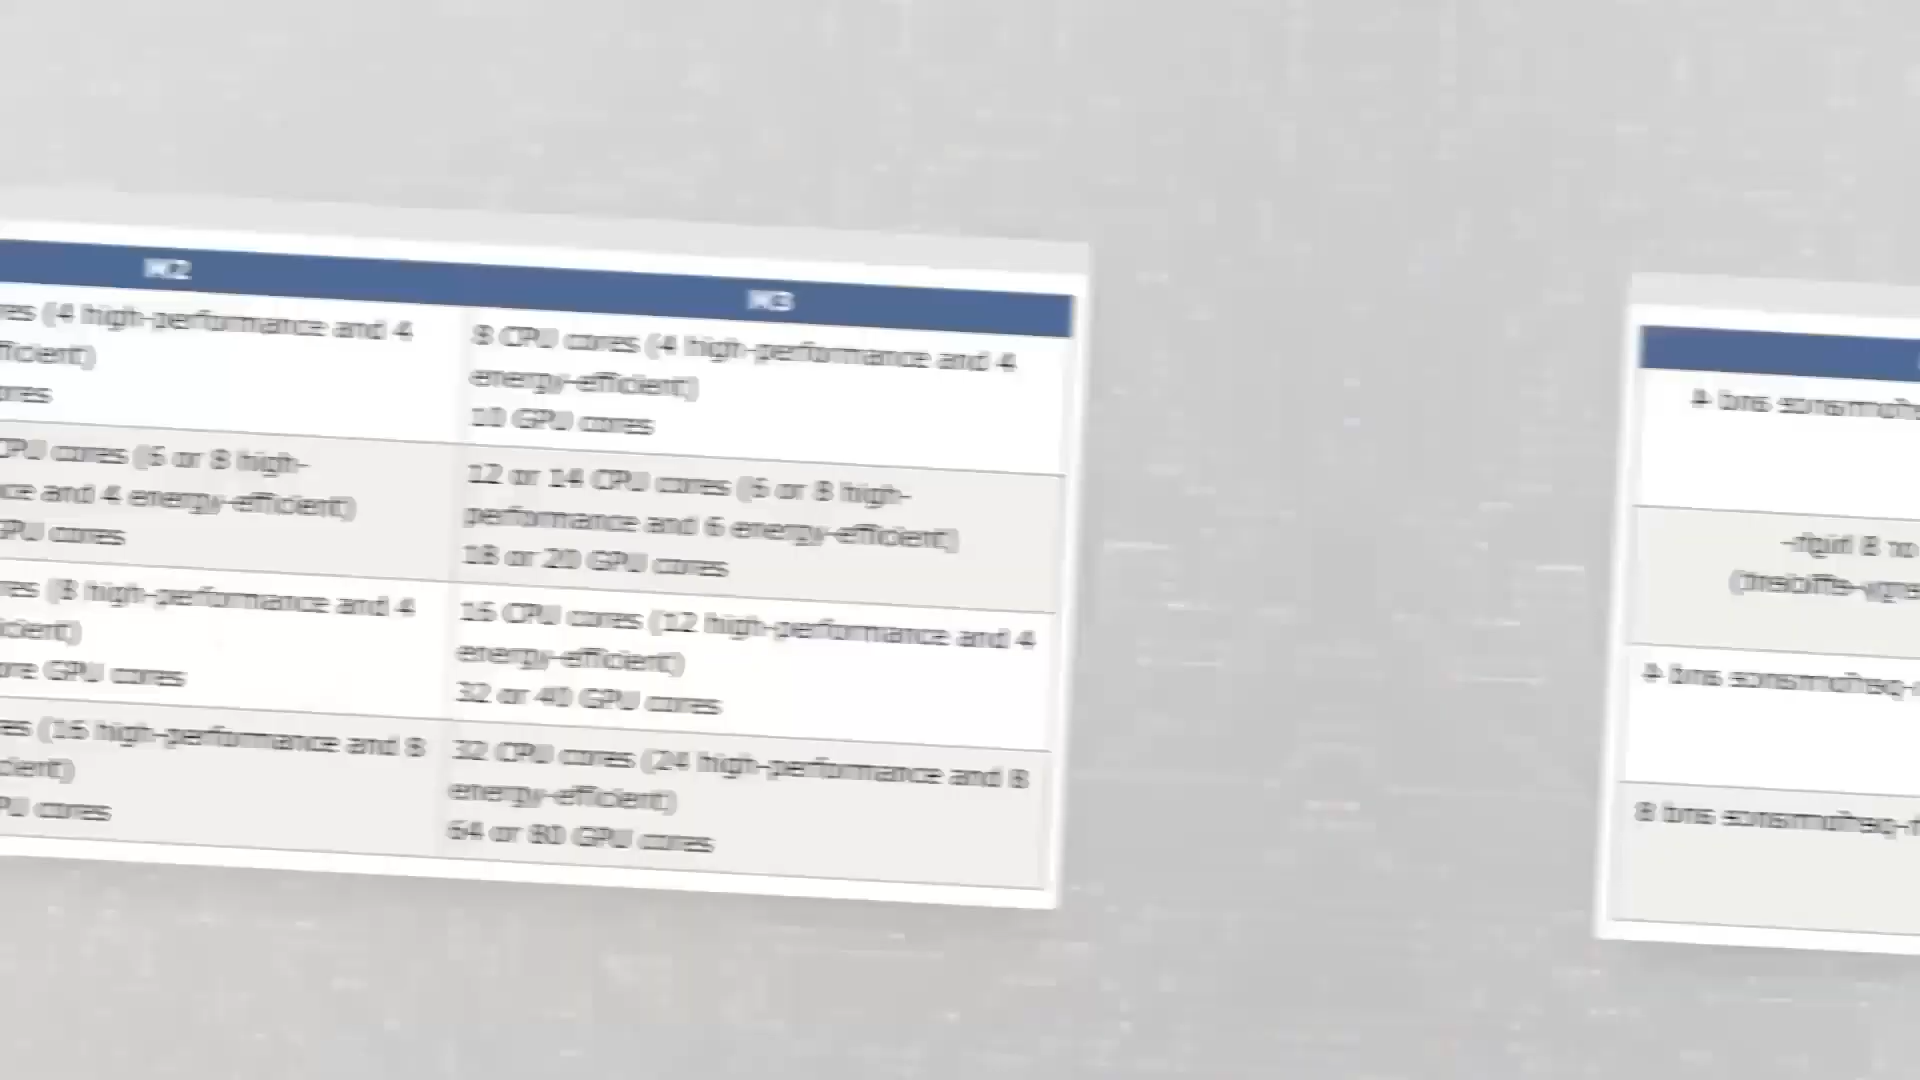 M2
M3
res (4 high-performance and 4
fficient)
ores
8 CPU cores (4 high-performance and 4
energy-efficient)
10 GPU cores
CPU cores (6 or 8 high-
ce and 4 energy-efficient)
GPU cores
12 or 14 CPU cores (6 or 8 high-
performance and 6 energy-efficient)
18 or 20 GPU cores
res (8 high-performance and 4
icient)
ore GPU cores
16 CPU cores (12 high-performance and 4
energy-efficient)
32 or 40 GPU cores
es (16 high-performance and 8
cient)
PU cores
32 CPU cores (24 high-performance and 8
energy-efficient)
64 or 80 GPU cores